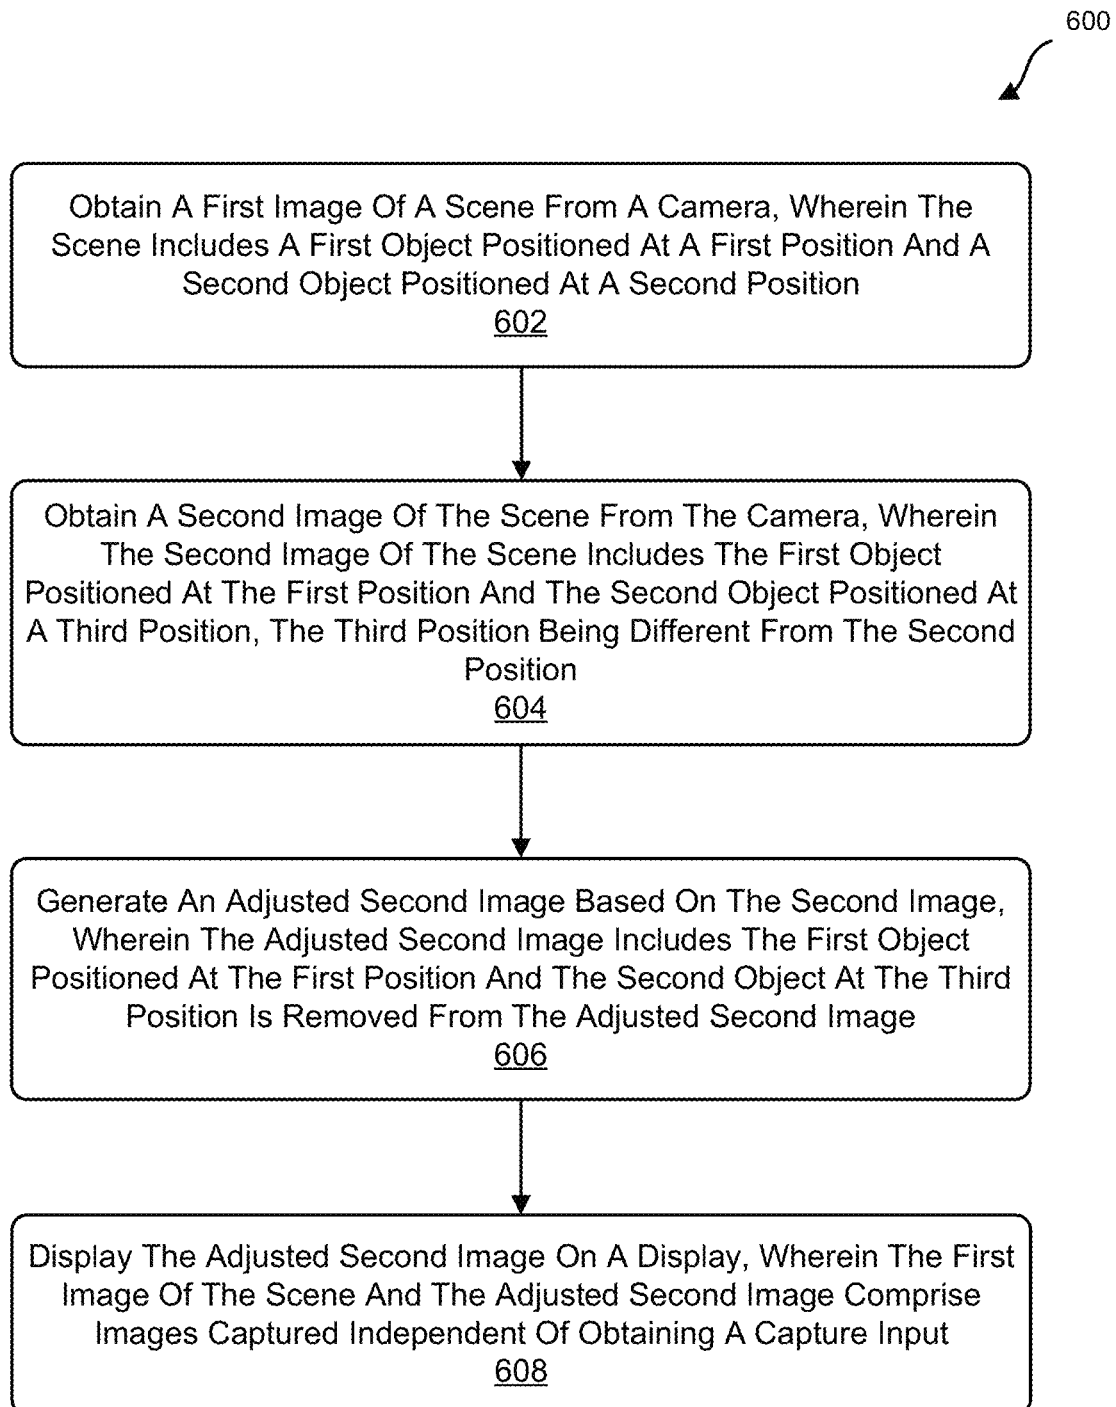 600
Obtain A First Image Of A Scene From A Camera, Wherein The
Scene Includes A First Object Positioned At A First Position And A
Second Object Positioned At A Second Position
602
Obtain A Second Image Of The Scene From The Camera, Wherein
The Second Image Of The Scene Includes The First Object
Positioned At The First Position And The Second Object Positioned At
A Third Position, The Third Position Being Different From The Second
Position
604
Generate An Adjusted Second Image Based On The Second Image,
Wherein The Adjusted Second Image Includes The First Object
Positioned At The First Position And The Second Object At The Third
Position Is Removed From The Adjusted Second Image
606
Display The Adjusted Second Image On A Display, Wherein The First
Image Of The Scene And The Adjusted Second Image Comprise
Images Captured Independent Of Obtaining A Capture Input
608